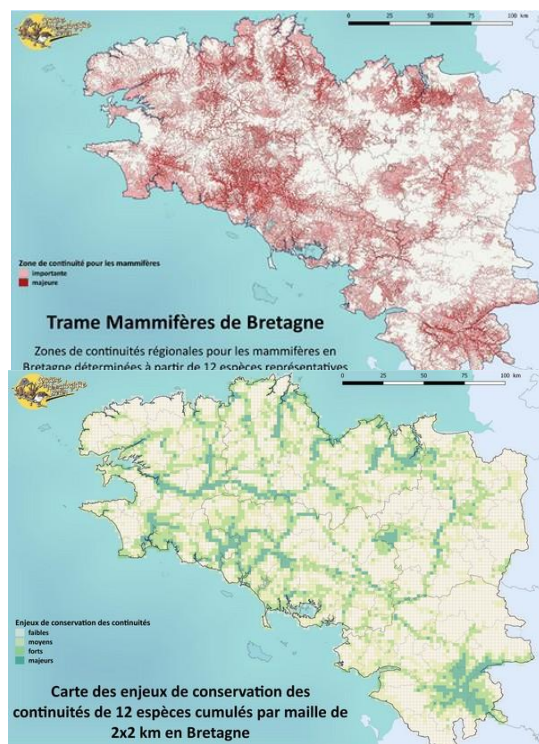 0 25 50 75 100 km
Zone de continuité pour les mammifères
importante
majeure
Trame Mammifères de Bretagne
Zones de continuités régionales pour les mammifères en
Bretagne déterminées à partir de 12 espèces représentatives
0 25 50 75 100 km
Enjeux de conservation des continuités
faibles
moyens
forts
majeurs
Carte des enjeux de conservation des
continuités de 12 espèces cumulés par maille de
2x2 km en Bretagne